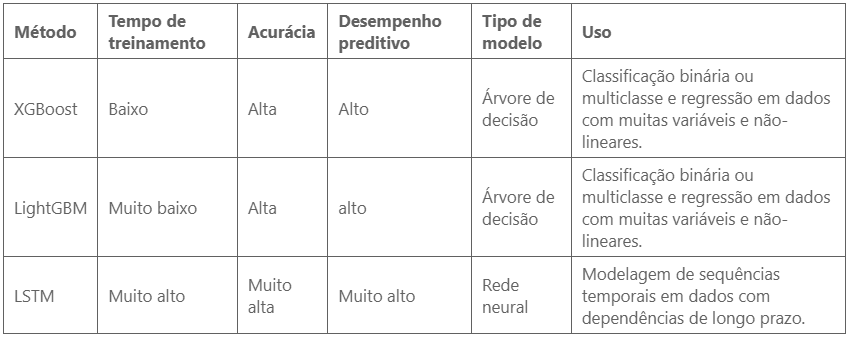 Método
Tempo de
treinamento
Acurácia
Desempenho
preditivo
Tipo de
modelo
Uso
XGBoost
Baixo
Alta
Alto
Árvore de
decisão
Classificação binária ou
multiclasse e regressão em dados
com muitas variáveis e não-
lineares.
LightGBM
Muito baixo
Alta
alto
Árvore de
decisão
Classificação binária ou
multiclasse e regressão em dados
com muitas variáveis e não-
lineares.
LSTM
Muito alto
Muito
alta
Muito alto
Rede
neural
Modelagem de sequências
temporais em dados com
dependências de longo prazo.